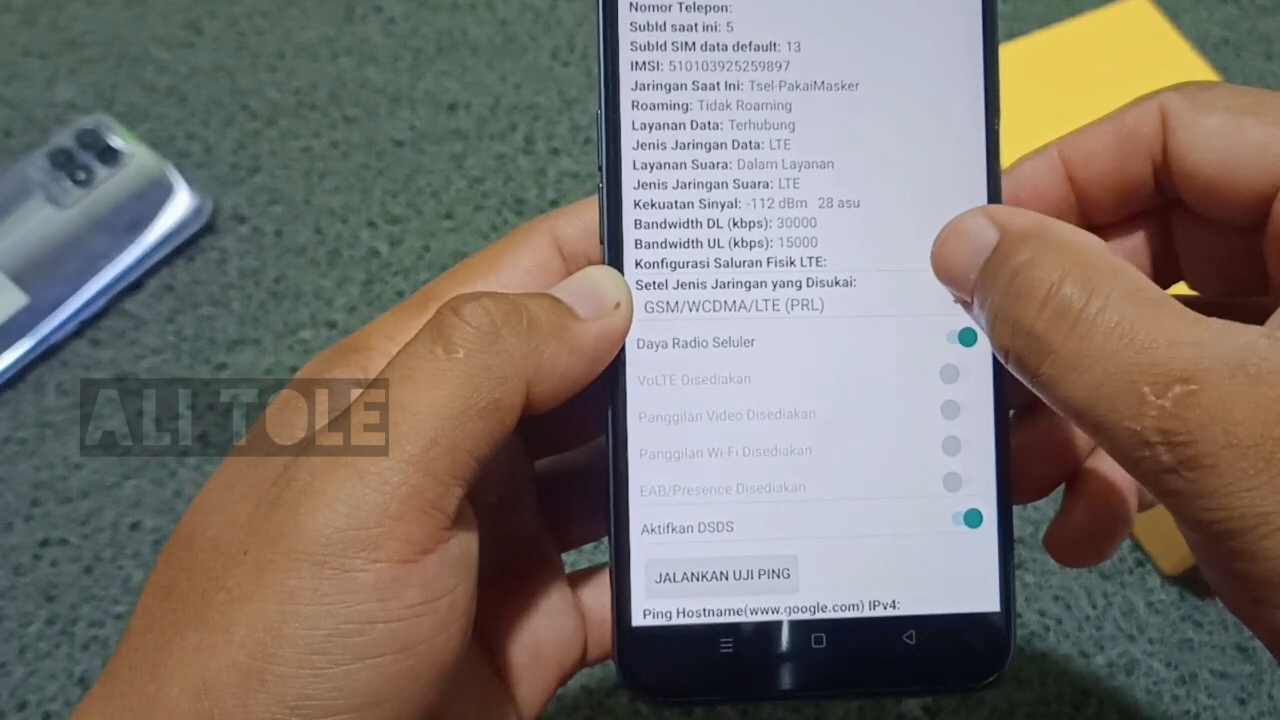 Nomor Telepon:
SubId saat ini: 5
SubId SIM data default: 13
IMSI: 510103925259897
Jaringan Saat Ini: Tsel-PakaiMasker
Roaming: Tidak Roaming
Layanan Data: Terhubung
Jenis Jaringan Data: LTE
Layanan Suara: Dalam Layanan
Jenis Jaringan Suara: LTE
Kekuatan Sinyal: -112 dBm 28 asu
Bandwidth DL (kbps): 30000
Bandwidth UL (kbps): 15000
Konfigurasi Saluran Fisik LTE:
Setel Jenis Jaringan yang Disukai:
GSM/WCDMA/LTE (PRL)
Daya Radio Seluler
VoLTE Disediakan
Panggilan Video Disediakan
Panggilan Wi-Fi Disediakan
EAB/Presence Disediakan
Aktifkan DSDS
JALANKAN UJI PING
Ping Hostname(www.google.com) IPv4:
ALI TOLE